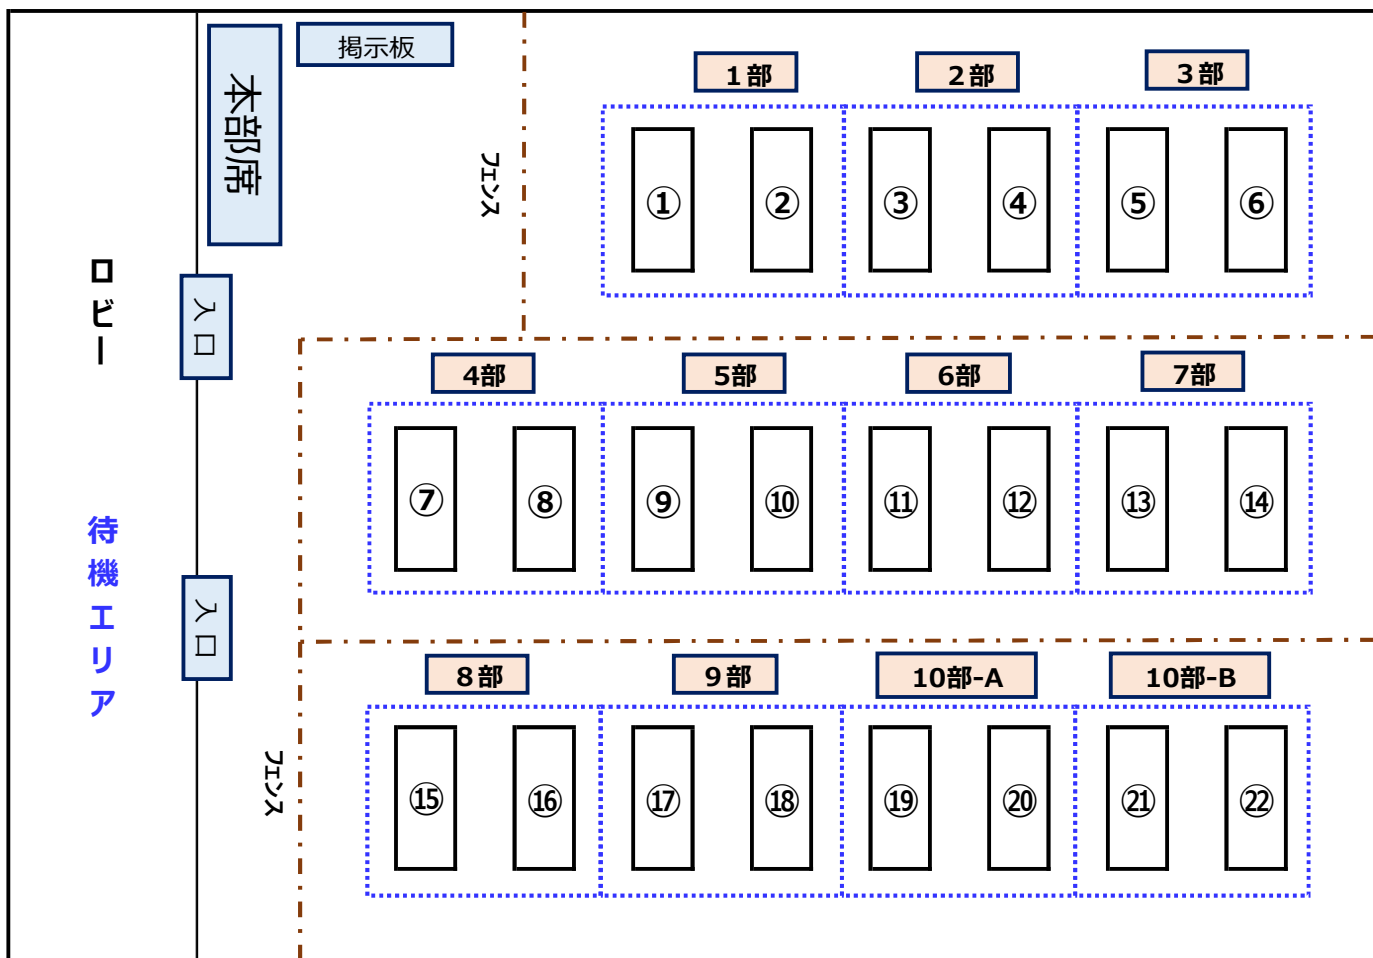 本部席
掲示板
フェンス
1部
2部
3部
①
②
③
④
⑤
⑥
ロビー
入口
4部
5部
6部
7部
⑦
⑧
⑨
⑩
⑪
⑫
⑬
⑭
待機エリア
入口
フェンス
8部
9部
10部-A
10部-B
⑮
⑯
⑰
⑱
⑲
⑳
㉑
㉒